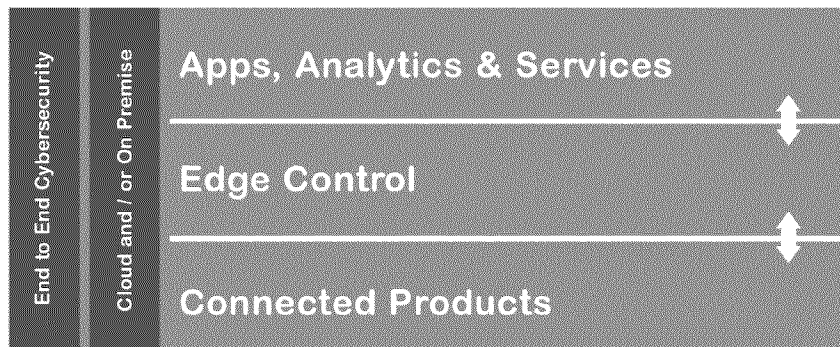 End to End Cybersecurity
Cloud and / or On Premise
Apps, Analytics & Services
Edge Control
Connected Products